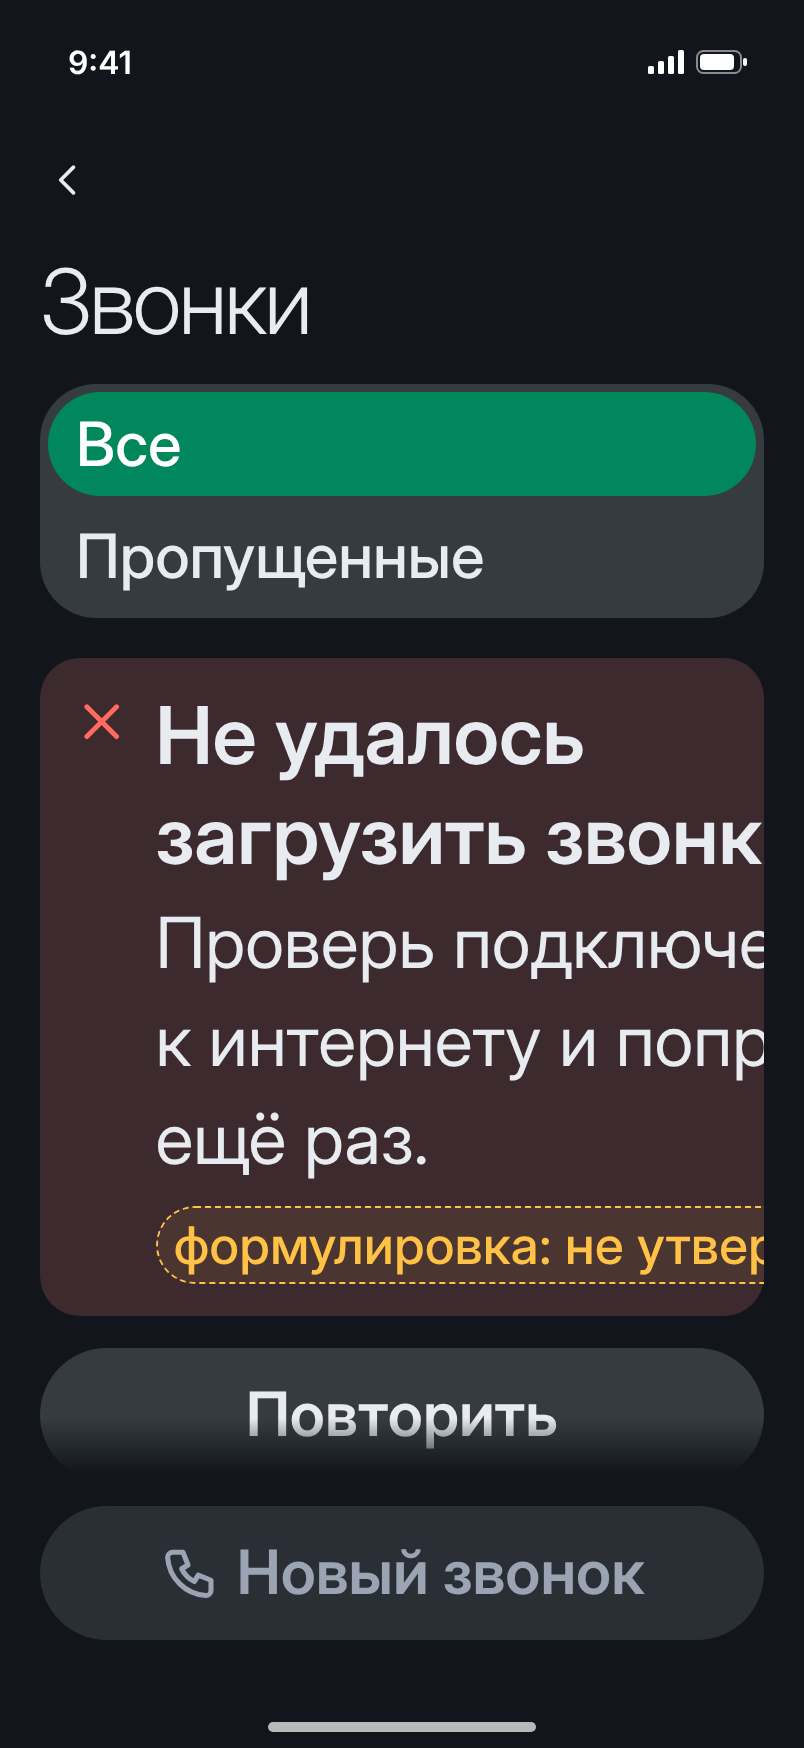 9:41
Звонки
Все
Пропущенные
Не удалось
загрузить звонк
Проверь подключе
к интернету и попр
ещё раз.
формулировка: не утвер
Повторить
Новый звонок